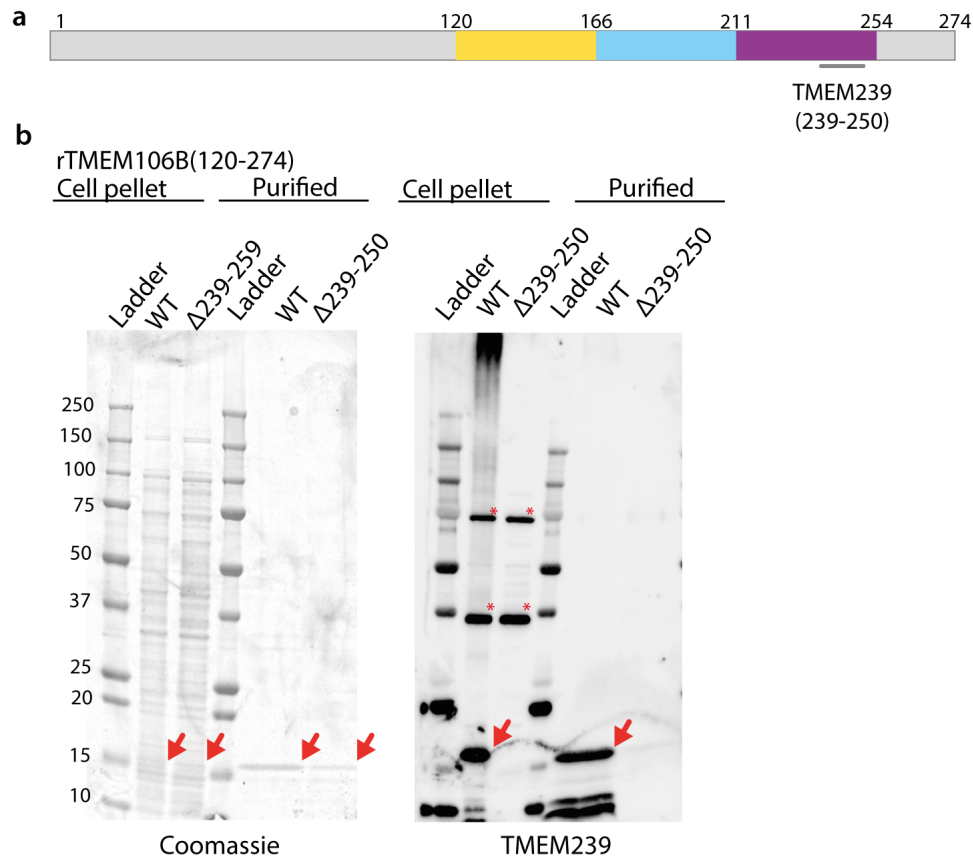 a
1 120 166 211 254 274
TMEM239
(239-250)
b
rTMEM106B(120-274)
Cell pellet Purified Cell pellet Purified
Ladder WT Δ239-259 Ladder WT Δ239-250 Ladder WT Δ239-250 Ladder WT Δ239-250
250
150
100
75
* *
50
37
* *
25
20
15
10
Coomassie TMEM239